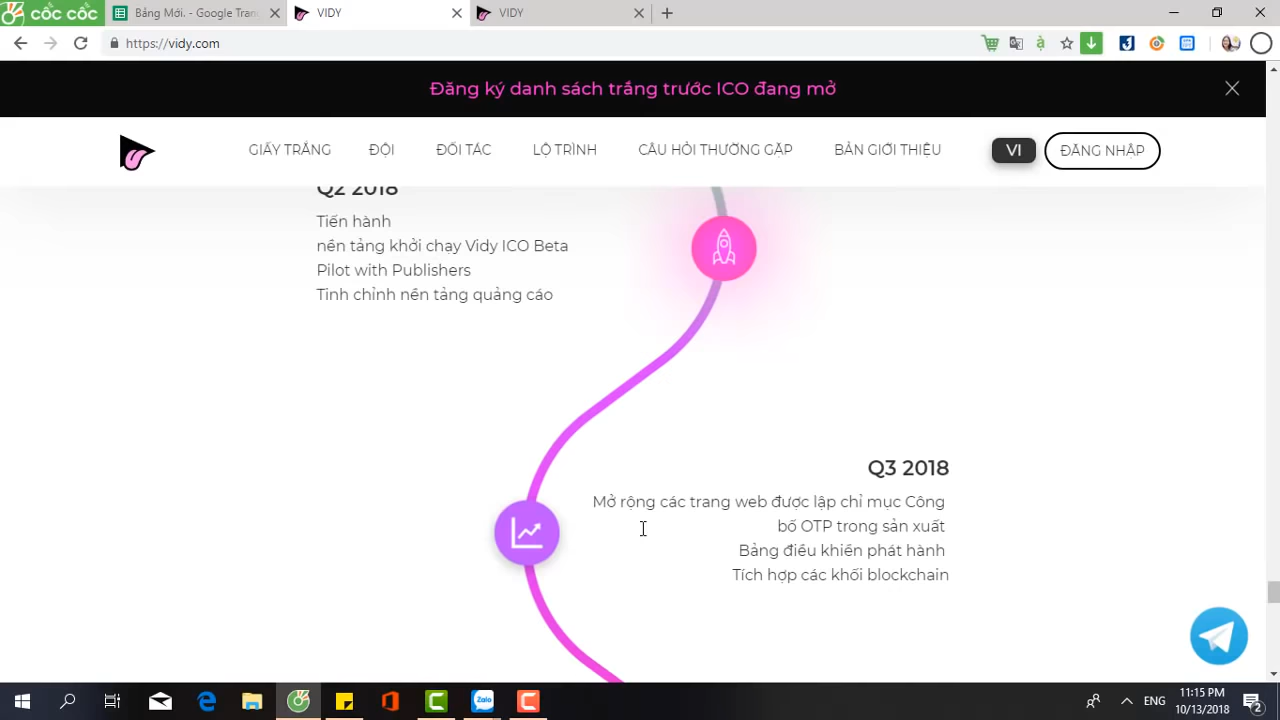 cốc cốc
Bảng Mới. - Google Tran
VIDY
VIDY
https://vidy.com
Đăng ký danh sách trắng trước ICO đang mở
GIẤY TRẮNG
ĐỘI
ĐỐI TÁC
LỘ TRÌNH
CÂU HỎI THƯỜNG GẶP
BẢN GIỚI THIỆU
VI
ĐĂNG NHẬP
Q2 2018
Tiến hành
nền tảng khởi chạy Vidy ICO Beta
Pilot with Publishers
Tinh chỉnh nền tảng quảng cáo
Q3 2018
Mở rộng các trang web được lập chỉ mục Công
bố OTP trong sản xuất
Bảng điều khiển phát hành
Tích hợp các khối blockchain
Zalo
ENG
11:15 PM
10/13/2018
2